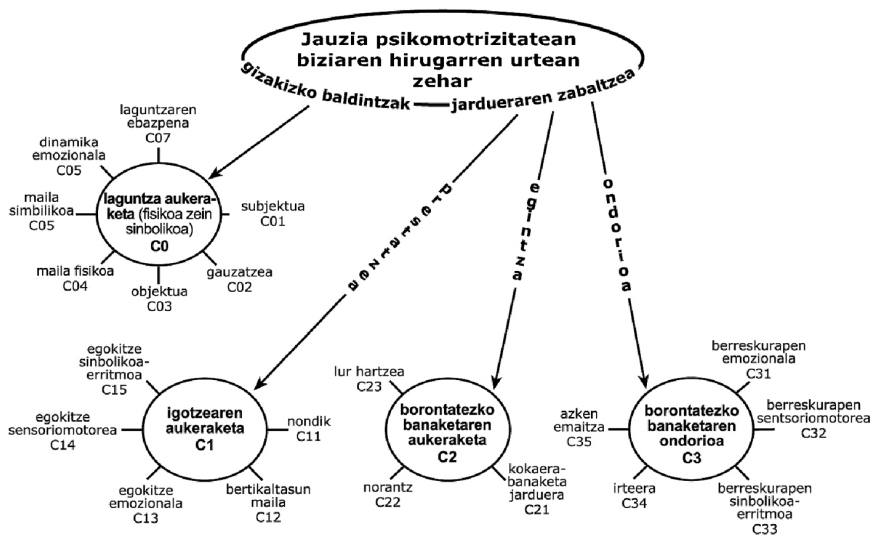 Jauzia psikomotrizitatean
biziaren hirugarren urtean
zehar
gizakizko baldintzak
jardueraren zabaltzea
laguntzaren
ebazpena
C07
dinamika
emozionala
C05
maila
simbilikoa
C05
maila fisikoa
C04
objektua
C03
gauzatzea
C02
subjektua
C01
laguntza aukera-
keta (fisikoa zein
sinbolikoa)
C0
prestartzea
egintza
ondorioa
egokitze
sinbolikoa-
erritmoa
C15
egokitze
sensoriomotorea
C14
egokitze
emozionala
C13
bertikaltasun
maila
C12
nondik
C11
igotzearen
aukeraketa
C1
lur hartzea
C23
norantz
C22
kokaera-
banaketa
jarduera
C21
borontatezko
banaketaren
aukeraketa
C2
berreskurapen
emozionala
C31
berreskurapen
sentsoriomotorea
C32
berreskurapen
sinbolikoa-
erritmoa
C33
irteera
C34
azken
emaitza
C35
borontatezko
banaketaren
ondorioa
C3